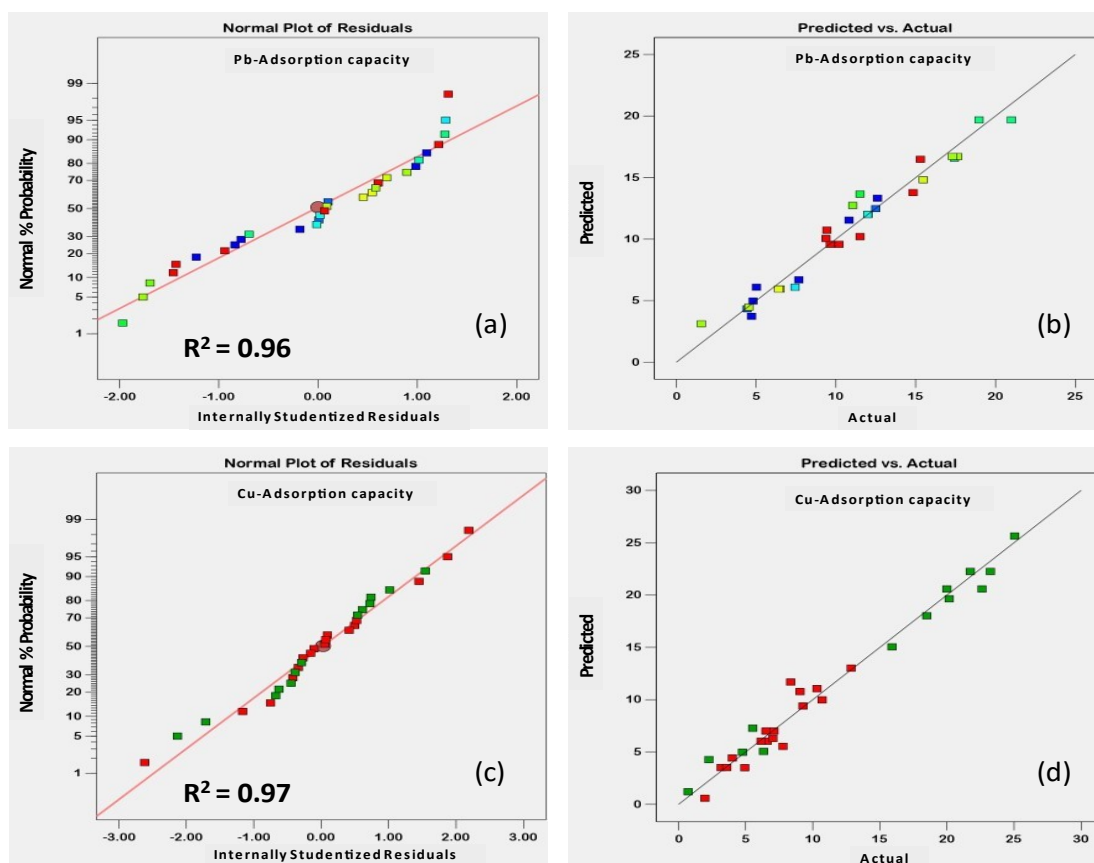 Normal Plot of Residuals
Pb-Adsorption capacity
Normal % Probability
99
95
90
80
70
50
30
20
10
5
1
R² = 0.96
(a)
-2.00
-1.00
0.00
1.00
2.00
Internally Studentized Residuals
Predicted vs. Actual
Pb-Adsorption capacity
Predicted
25
20
15
10
5
0
(b)
0
5
10
15
20
25
Actual
Normal Plot of Residuals
Cu-Adsorption capacity
Normal % Probability
99
95
90
80
70
50
30
20
10
5
1
R² = 0.97
(c)
-3.00
-2.00
-1.00
0.00
1.00
2.00
3.00
Internally Studentized Residuals
Predicted vs. Actual
Cu-Adsorption capacity
Predicted
30
25
20
15
10
5
0
(d)
0
5
10
15
20
25
30
Actual